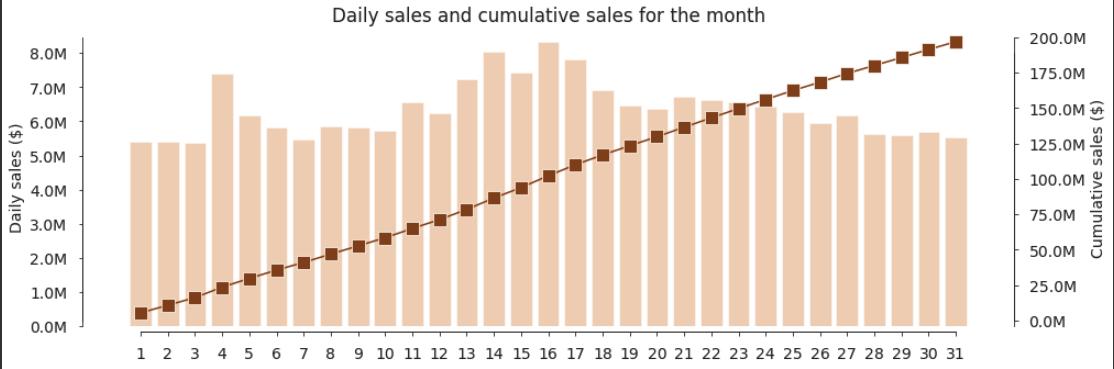 Daily sales and cumulative sales for the month
Daily sales ($)
8.0M
7.0M
6.0M
5.0M
4.0M
3.0M
2.0M
1.0M
0.0M
200.0M
175.0M
150.0M
125.0M
100.0M
75.0M
50.0M
25.0M
0.0M
Cumulative sales ($)
1 2 3 4 5 6 7 8 9 10 11 12 13 14 15 16 17 18 19 20 21 22 23 24 25 26 27 28 29 30 31